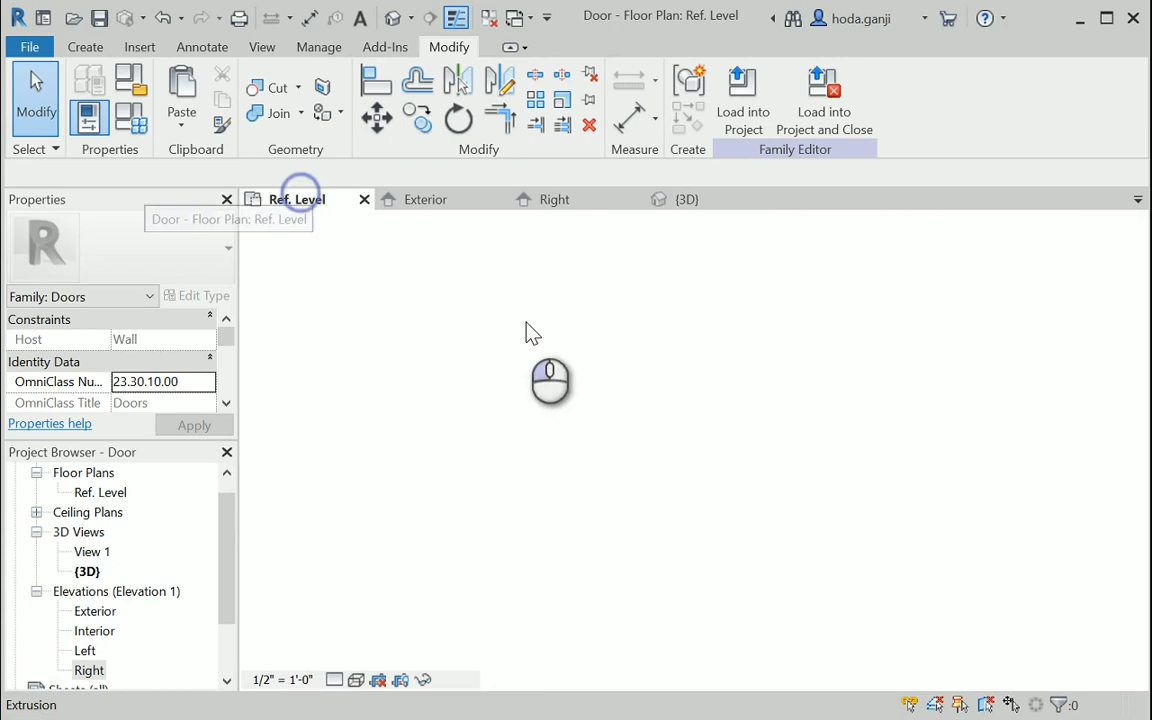 Door - Floor Plan: Ref. Level
hoda.ganji
File
Create
Insert
Annotate
View
Manage
Add-Ins
Modify
Modify
Select
Properties
Paste
Clipboard
Cut
Join
Geometry
Modify
Measure
Create
Load into
Project
Load into
Project and Close
Family Editor
Properties
Ref. Level
Exterior
Right
{3D}
Door - Floor Plan: Ref. Level
R
Family: Doors
Edit Type
Constraints
Host
Wall
Identity Data
OmniClass Nu...
23.30.10.00
OmniClass Title
Doors
Properties help
Apply
Project Browser - Door
Floor Plans
Ref. Level
Ceiling Plans
3D Views
View 1
{3D}
Elevations (Elevation 1)
Exterior
Interior
Left
Right
1/2" = 1'-0"
Extrusion
:0